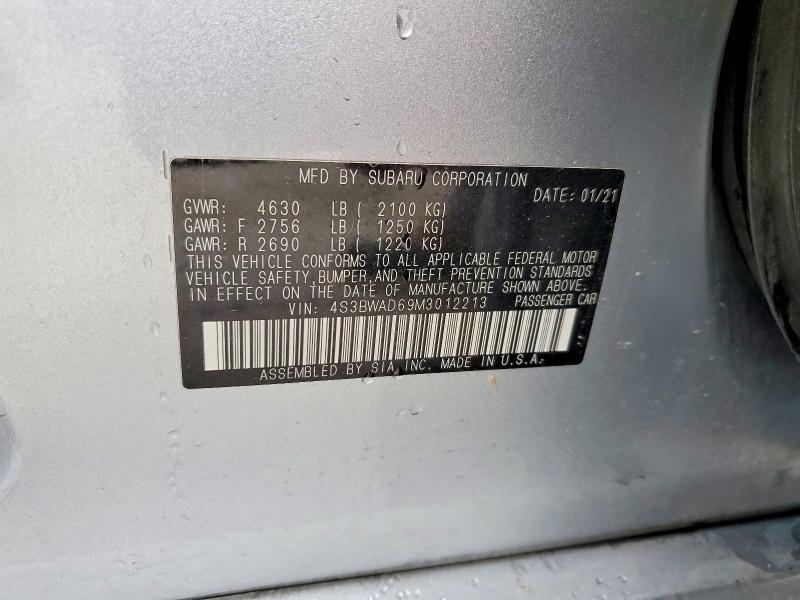 MFD BY SUBARU CORPORATION
DATE: 01/21
GVWR: 4630 LB ( 2100 KG)
GAWR: F 2756 LB ( 1250 KG)
GAWR: R 2690 LB ( 1220 KG)
THIS VEHICLE CONFORMS TO ALL APPLICABLE FEDERAL MOTOR
VEHICLE SAFETY,BUMPER,AND THEFT PREVENTION STANDARDS
IN EFFECT ON THE DATE OF MANUFACTURE SHOWN ABOVE.
VIN: 4S3BWAD69M3012213 PASSENGER CAR
ASSEMBLED BY SIA,INC. MADE IN U.S.A.